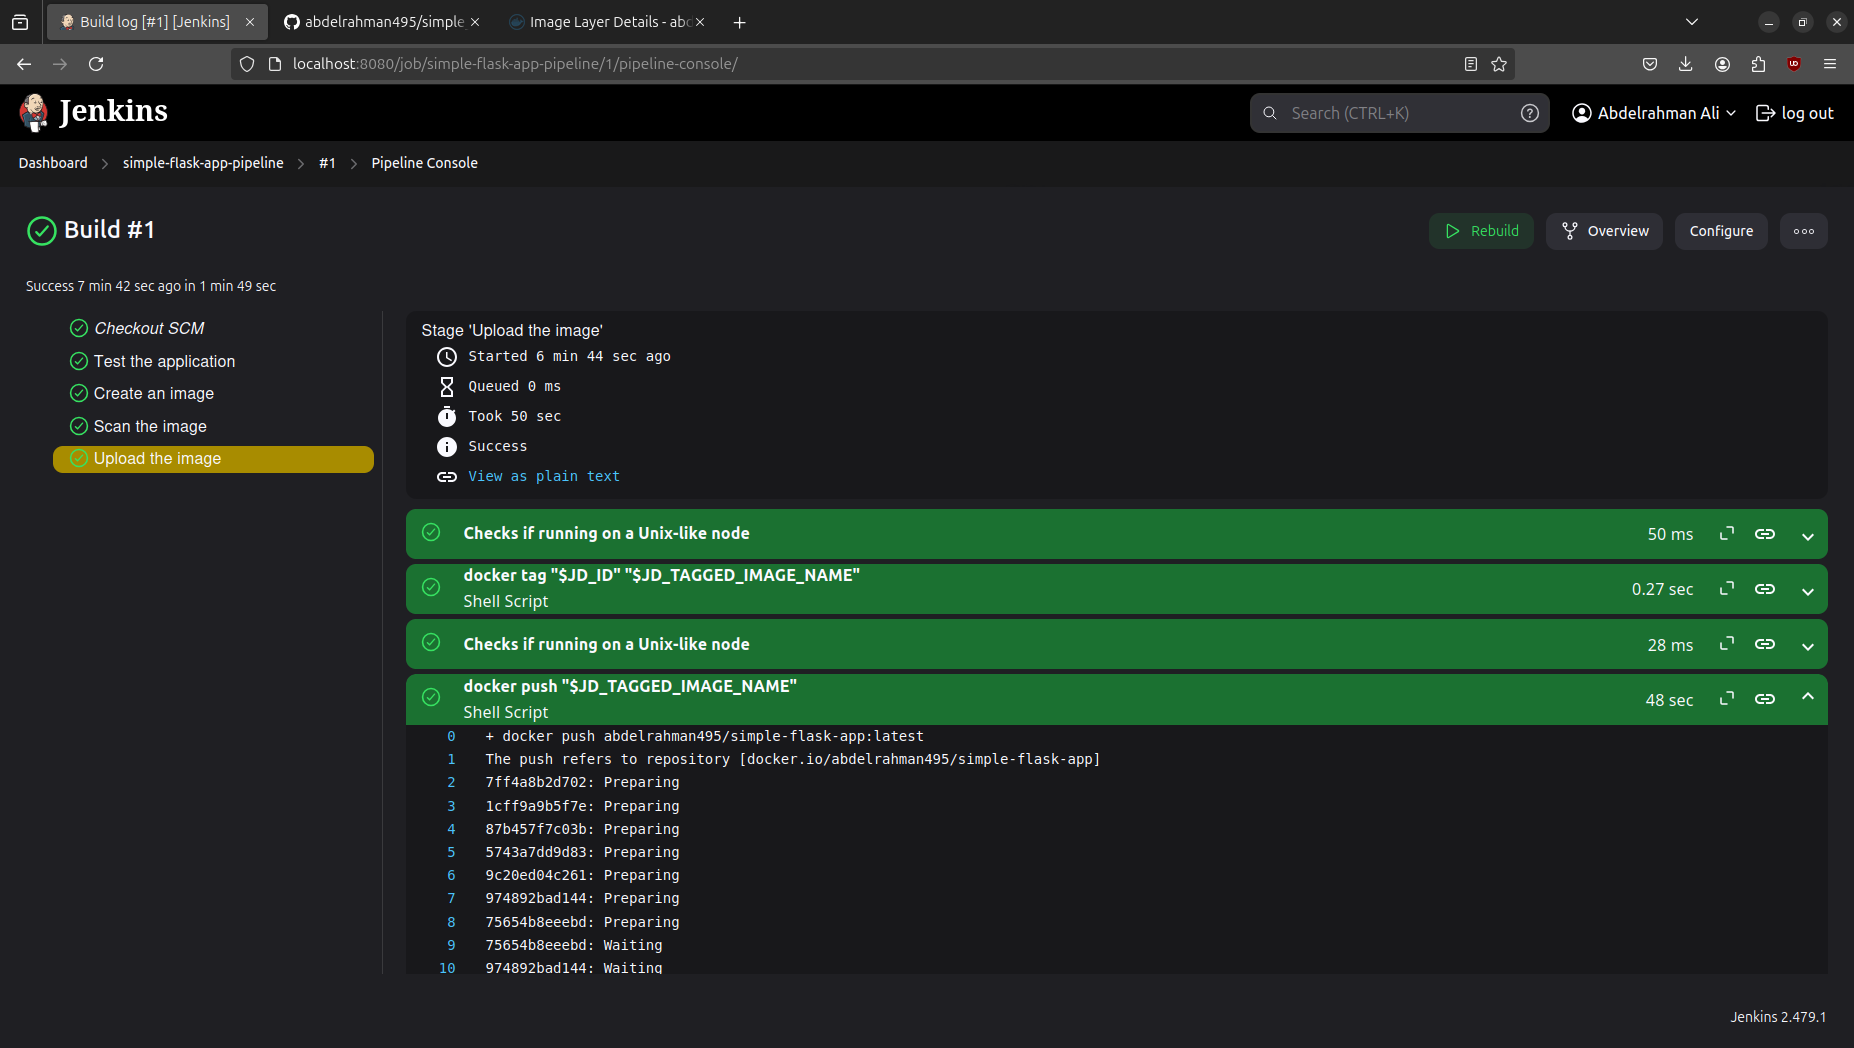 Build log [#1] [Jenkins]
abdelrahman495/simple
Image Layer Details - abd
localhost:8080/job/simple-flask-app-pipeline/1/pipeline-console/
Jenkins
Search (CTRL+K)
Abdelrahman Ali
log out
Dashboard
simple-flask-app-pipeline
#1
Pipeline Console
Build #1
Rebuild
Overview
Configure
Success 7 min 42 sec ago in 1 min 49 sec
Checkout SCM
Test the application
Create an image
Scan the image
Upload the image
Stage 'Upload the image'
Started 6 min 44 sec ago
Queued 0 ms
Took 50 sec
Success
View as plain text
Checks if running on a Unix-like node
50 ms
docker tag "$JD_ID" "$JD_TAGGED_IMAGE_NAME"
Shell Script
0.27 sec
Checks if running on a Unix-like node
28 ms
docker push "$JD_TAGGED_IMAGE_NAME"
Shell Script
48 sec
0 + docker push abdelrahman495/simple-flask-app:latest
1 The push refers to repository [docker.io/abdelrahman495/simple-flask-app]
2 7ff4a8b2d702: Preparing
3 1cff9a9b5f7e: Preparing
4 87b457f7c03b: Preparing
5 5743a7dd9d83: Preparing
6 9c20ed04c261: Preparing
7 974892bad144: Preparing
8 75654b8eeebd: Preparing
9 75654b8eeebd: Waiting
10 974892bad144: Waiting
Jenkins 2.479.1